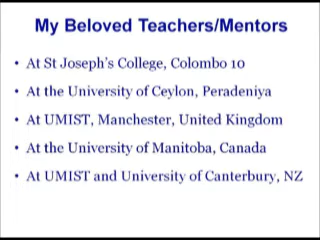 My Beloved Teachers/Mentors
• At St Joseph's College, Colombo 10
• At the University of Ceylon, Peradeniya
• At UMIST, Manchester, United Kingdom
• At the University of Manitoba, Canada
• At UMIST and University of Canterbury, NZ